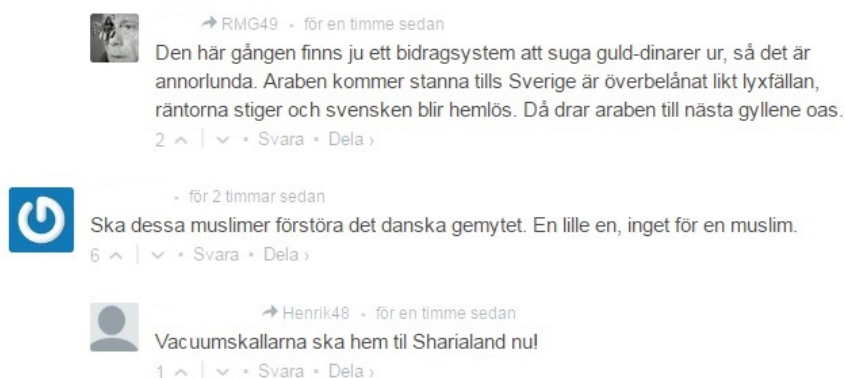 RMG49 • för en timme sedan
Den här gången finns ju ett bidragsystem att suga guld-dinarer ur, så det är
annorlunda. Araben kommer stanna tills Sverige är överbelånat likt lyxfällan,
räntorna stiger och svensken blir hemlös. Då drar araben till nästa gyllene oas.
2 • Svara • Dela ›
• för 2 timmar sedan
Ska dessa muslimer förstöra det danska gemytet. En lille en, inget för en muslim.
6 • Svara • Dela ›
Henrik48 • för en timme sedan
Vacuumskallarna ska hem til Sharialand nu!
1 • Svara • Dela ›